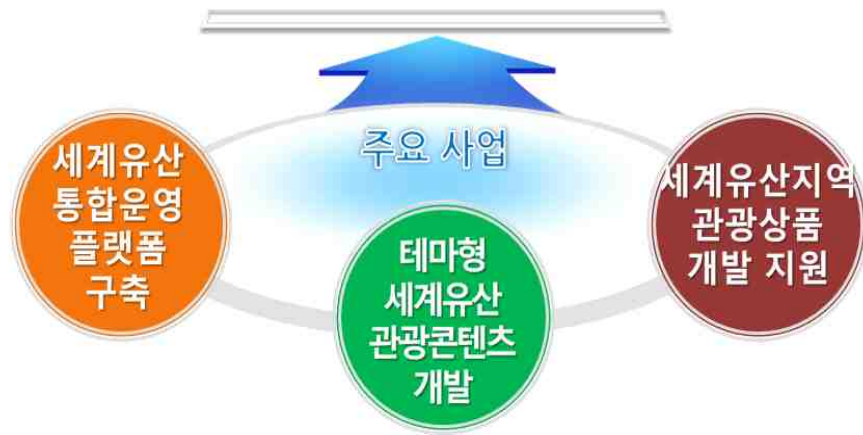 주요 사업
세계유산
통합운영
플랫폼
구축
테마형
세계유산
관광콘텐츠
개발
세계유산지역
관광상품
개발 지원